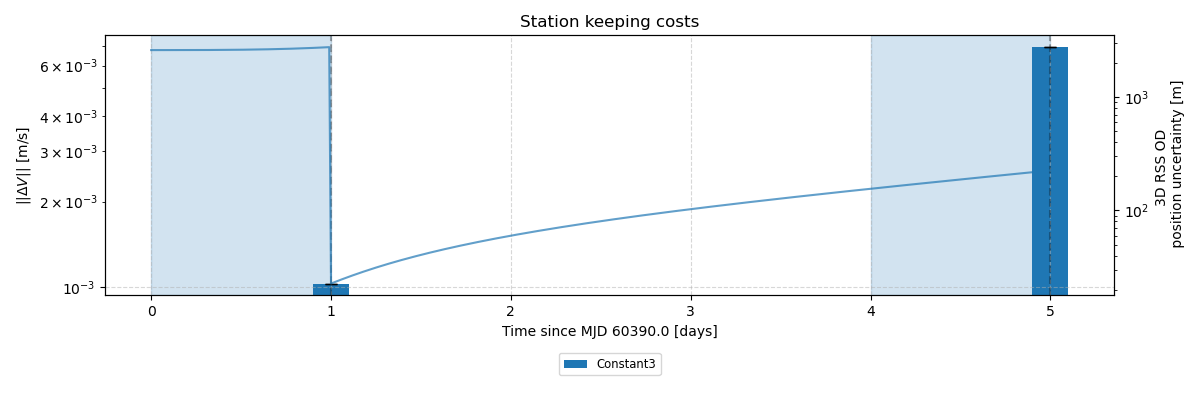 Station keeping costs
6 × 10⁻³
4 × 10⁻³
3 × 10⁻³
2 × 10⁻³
10⁻³
||ΔV|| [m/s]
10³
10²
3D RSS OD
position uncertainty [m]
0 1 2 3 4 5
Time since MJD 60390.0 [days]
Constant3